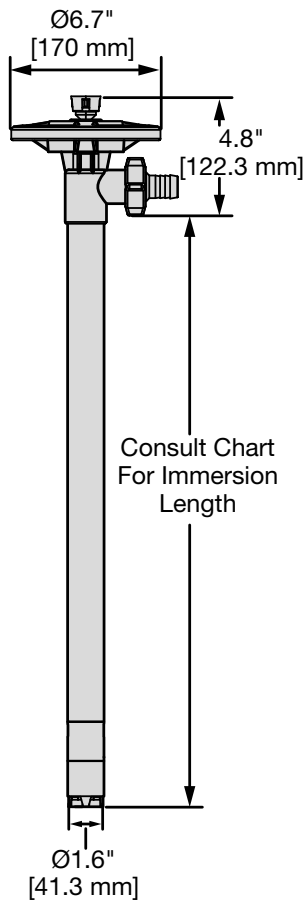 Ø6.7"
[170 mm]
4.8"
[122.3 mm]
Consult Chart
For Immersion
Length
Ø1.6"
[41.3 mm]